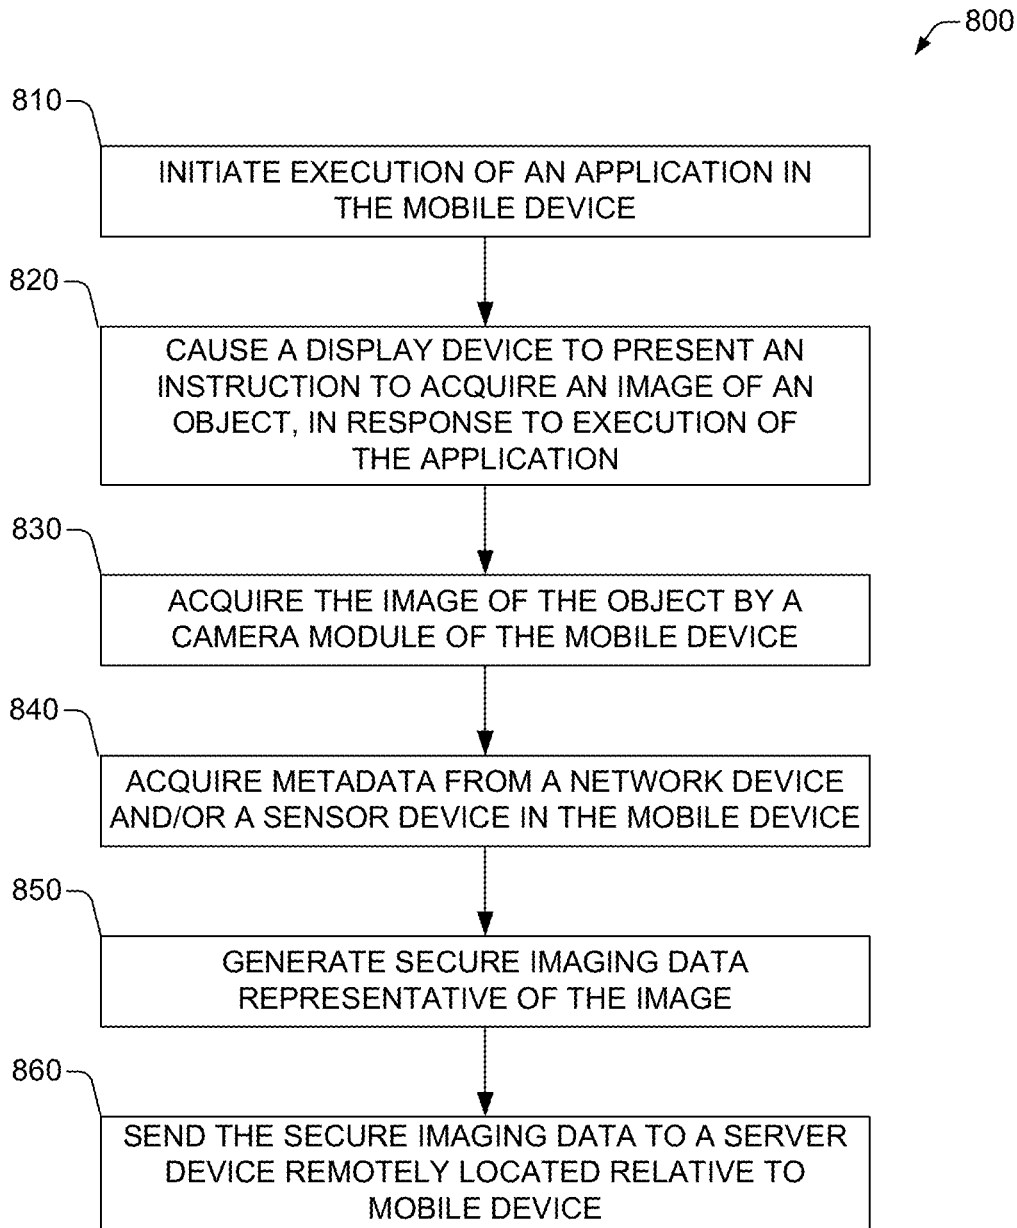 800
810
INITIATE EXECUTION OF AN APPLICATION IN
THE MOBILE DEVICE
820
CAUSE A DISPLAY DEVICE TO PRESENT AN
INSTRUCTION TO ACQUIRE AN IMAGE OF AN
OBJECT, IN RESPONSE TO EXECUTION OF
THE APPLICATION
830
ACQUIRE THE IMAGE OF THE OBJECT BY A
CAMERA MODULE OF THE MOBILE DEVICE
840
ACQUIRE METADATA FROM A NETWORK DEVICE
AND/OR A SENSOR DEVICE IN THE MOBILE DEVICE
850
GENERATE SECURE IMAGING DATA
REPRESENTATIVE OF THE IMAGE
860
SEND THE SECURE IMAGING DATA TO A SERVER
DEVICE REMOTELY LOCATED RELATIVE TO
MOBILE DEVICE